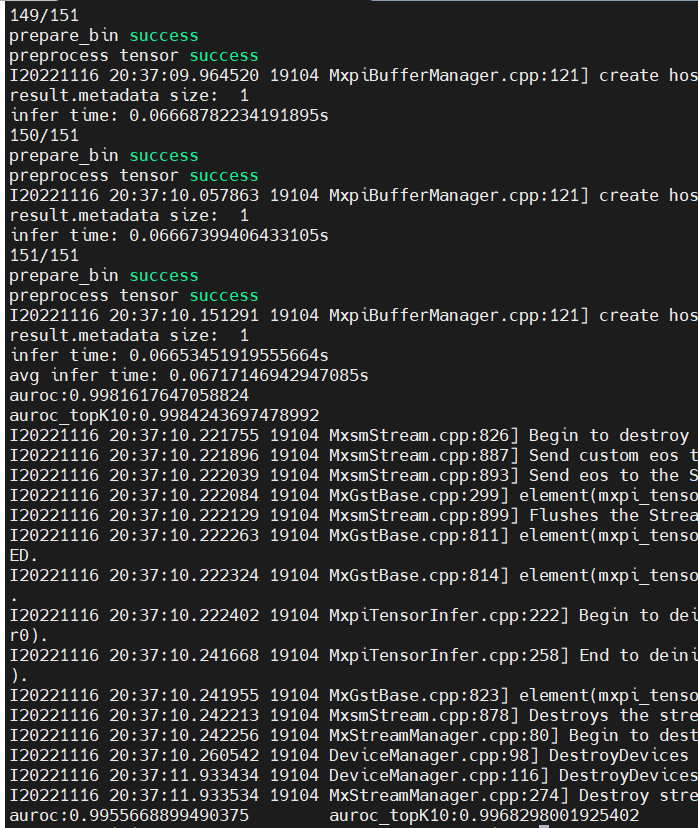 149/151
prepare_bin success
preprocess tensor success
I20221116 20:37:09.964520 19104 MxpiBufferManager.cpp:121] create hos
result.metadata size:  1
infer time: 0.06668782234191895s
150/151
prepare_bin success
preprocess tensor success
I20221116 20:37:10.057863 19104 MxpiBufferManager.cpp:121] create hos
result.metadata size:  1
infer time: 0.06667399406433105s
151/151
prepare_bin success
preprocess tensor success
I20221116 20:37:10.151291 19104 MxpiBufferManager.cpp:121] create hos
result.metadata size:  1
infer time: 0.06653451919555664s
avg infer time: 0.06717146942947085s
auroc:0.9981617647058824
auroc_topK10:0.9984243697478992
I20221116 20:37:10.221755 19104 MxsmStream.cpp:826] Begin to destroy
I20221116 20:37:10.221896 19104 MxsmStream.cpp:887] Send custom eos t
I20221116 20:37:10.222039 19104 MxsmStream.cpp:893] Send eos to the S
I20221116 20:37:10.222084 19104 MxGstBase.cpp:299] element(mxpi_tenso
I20221116 20:37:10.222129 19104 MxsmStream.cpp:899] Flushes the Strea
I20221116 20:37:10.222263 19104 MxGstBase.cpp:811] element(mxpi_tenso
ED.
I20221116 20:37:10.222324 19104 MxGstBase.cpp:814] element(mxpi_tenso
.
I20221116 20:37:10.222402 19104 MxpiTensorInfer.cpp:222] Begin to dei
r0).
I20221116 20:37:10.241668 19104 MxpiTensorInfer.cpp:258] End to deini
).
I20221116 20:37:10.241955 19104 MxGstBase.cpp:823] element(mxpi_tenso
I20221116 20:37:10.242213 19104 MxsmStream.cpp:878] Destroys the stre
I20221116 20:37:10.242256 19104 MxStreamManager.cpp:80] Begin to dest
I20221116 20:37:10.260542 19104 DeviceManager.cpp:98] DestroyDevices
I20221116 20:37:11.933434 19104 DeviceManager.cpp:116] DestroyDevices
I20221116 20:37:11.933534 19104 MxStreamManager.cpp:274] Destroy stre
auroc:0.9955668899490375        auroc_topK10:0.9968298001925402